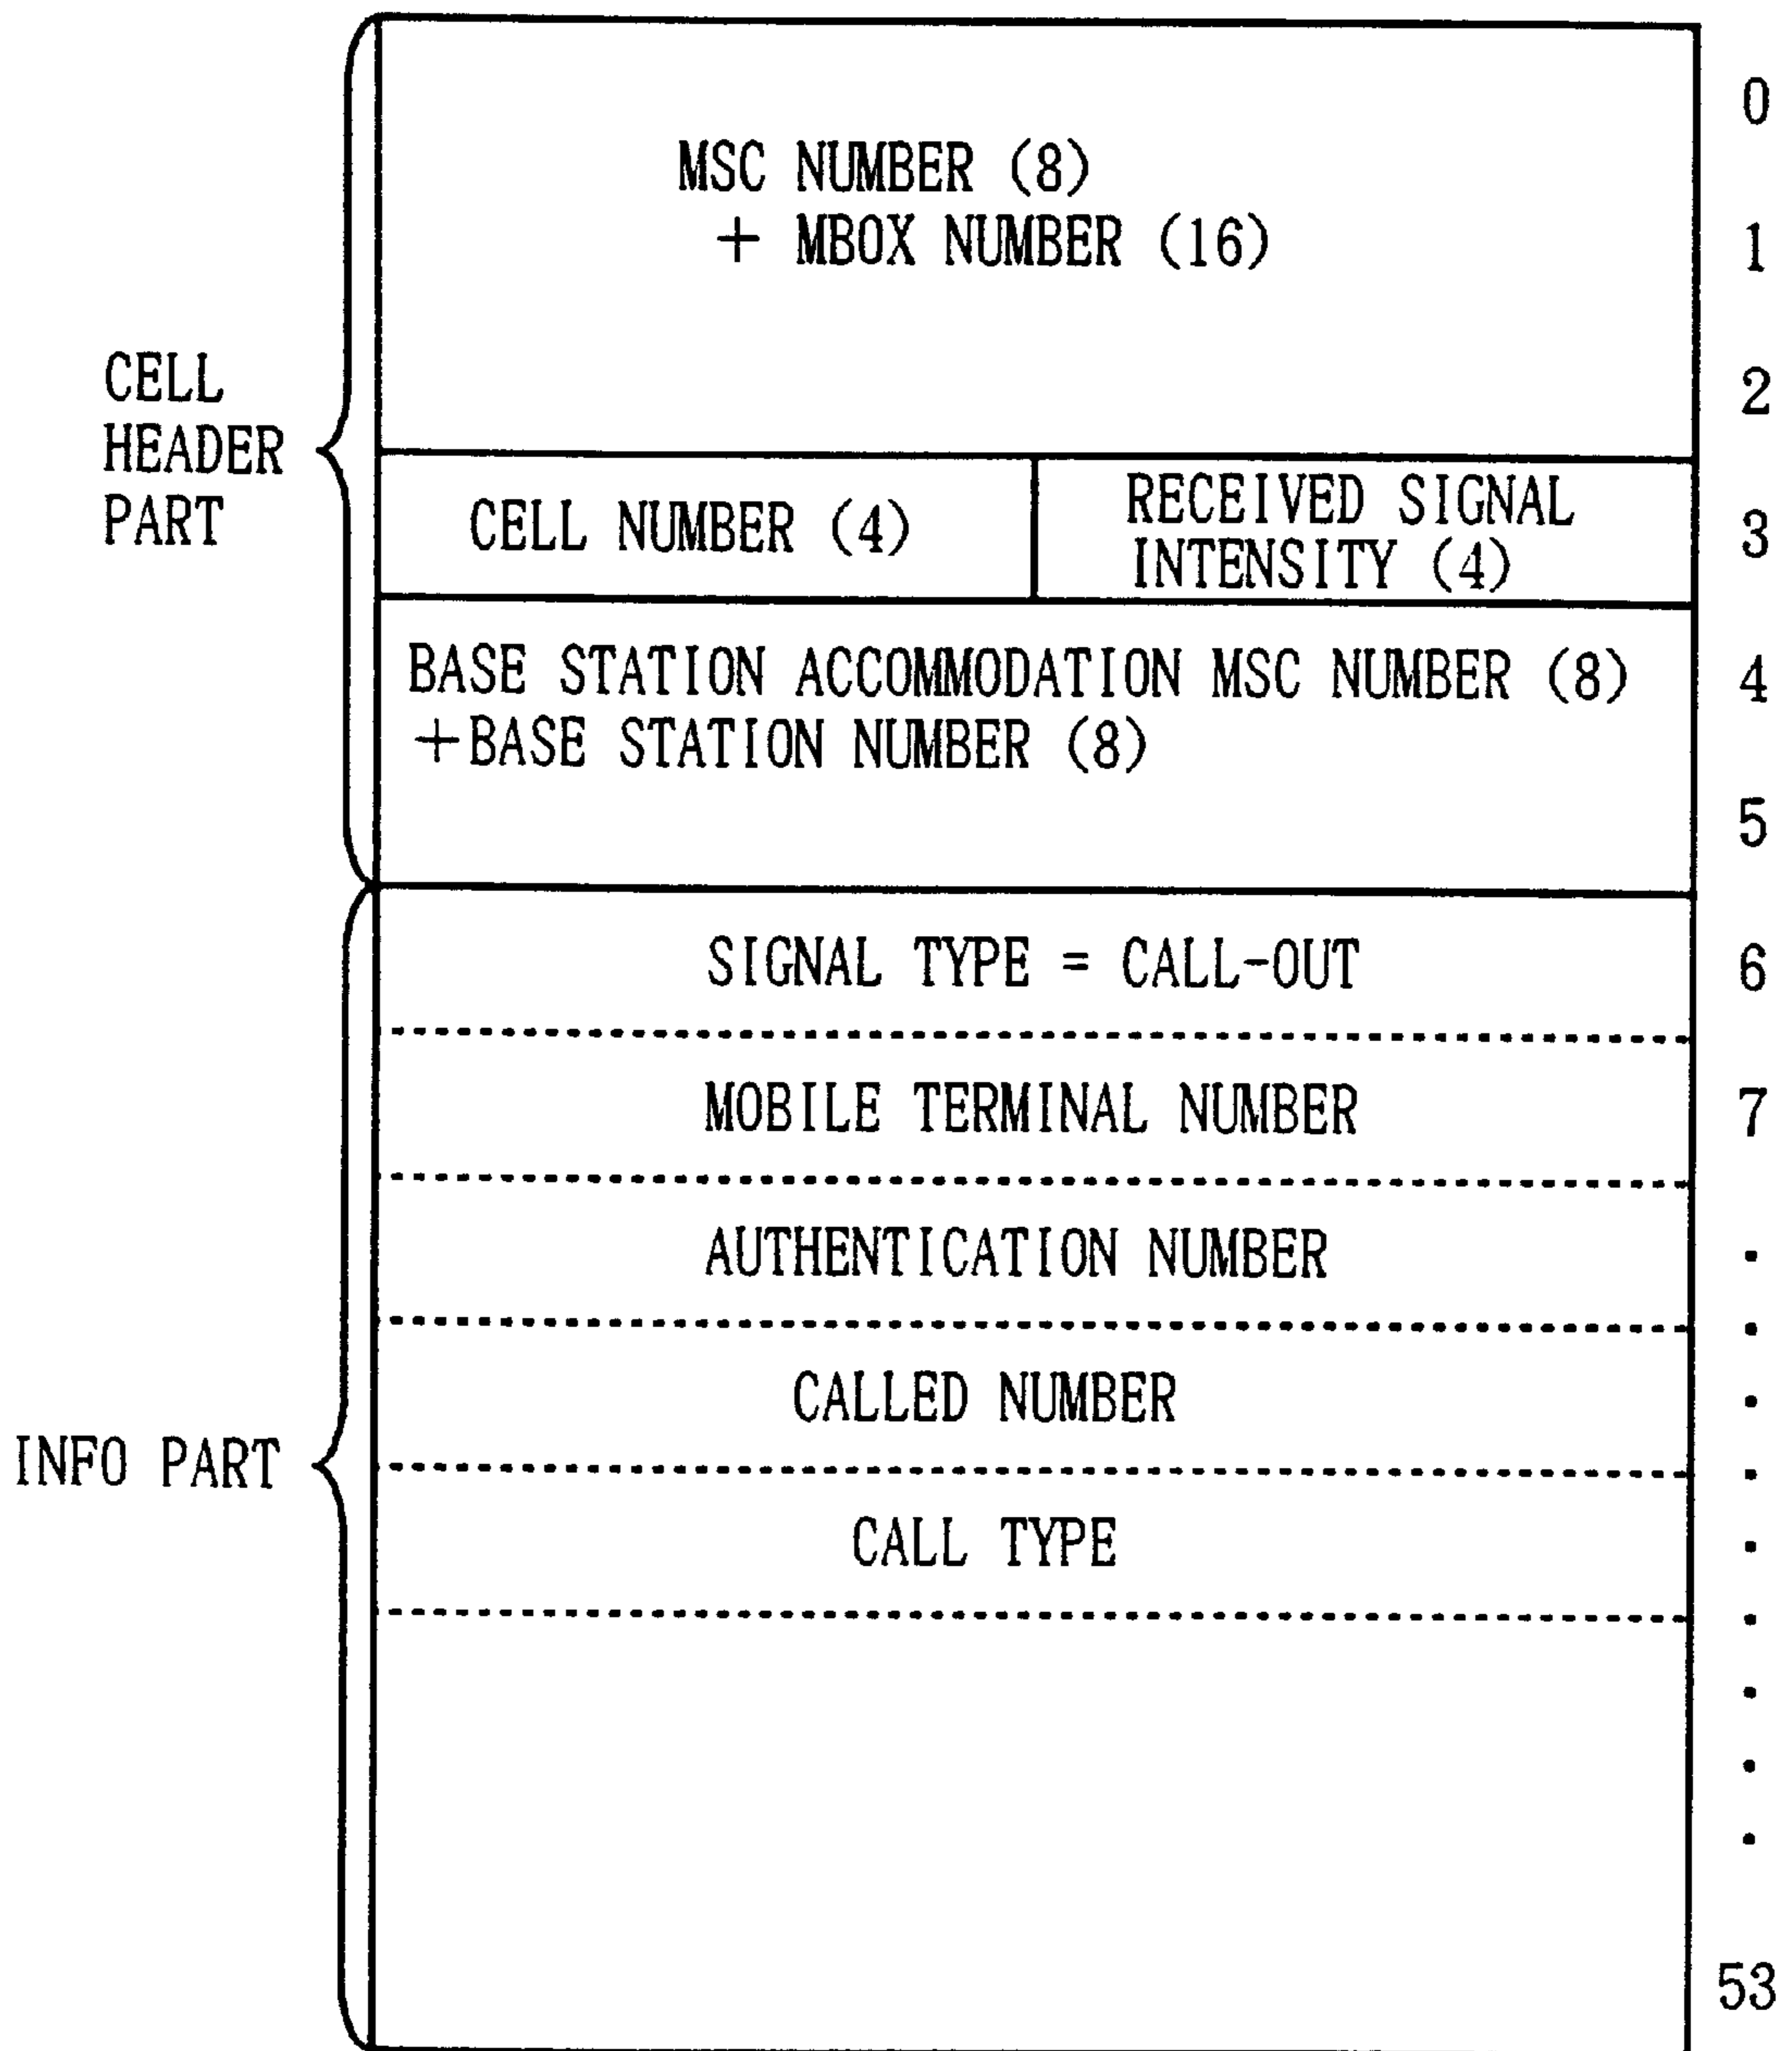 0
MSC NUMBER (8)
+ MBOX NUMBER (16)
1
2
CELL
HEADER
PART
CELL NUMBER (4)
RECEIVED SIGNAL
INTENSITY (4)
3
BASE STATION ACCOMMODATION MSC NUMBER (8)
+BASE STATION NUMBER (8)
4
5
SIGNAL TYPE = CALL-OUT
6
MOBILE TERMINAL NUMBER
7
AUTHENTICATION NUMBER
CALLED NUMBER
INFO PART
CALL TYPE
53